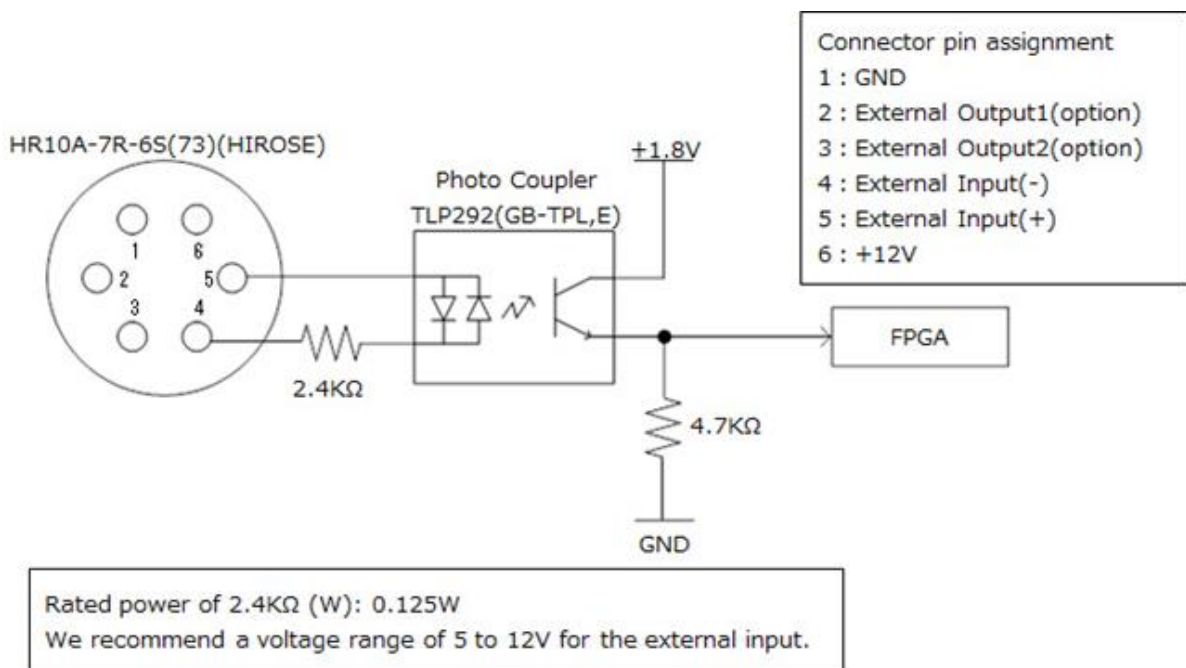 Connector pin assignment
1 : GND
2 : External Output1(option)
3 : External Output2(option)
4 : External Input(-)
5 : External Input(+)
6 : +12V
HR10A-7R-6S(73)(HIROSE)
+1.8V
Photo Coupler
TLP292(GB-TPL,E)
1
6
2
5
3
4
2.4KΩ
FPGA
4.7KΩ
GND
Rated power of 2.4KΩ (W): 0.125W
We recommend a voltage range of 5 to 12V for the external input.